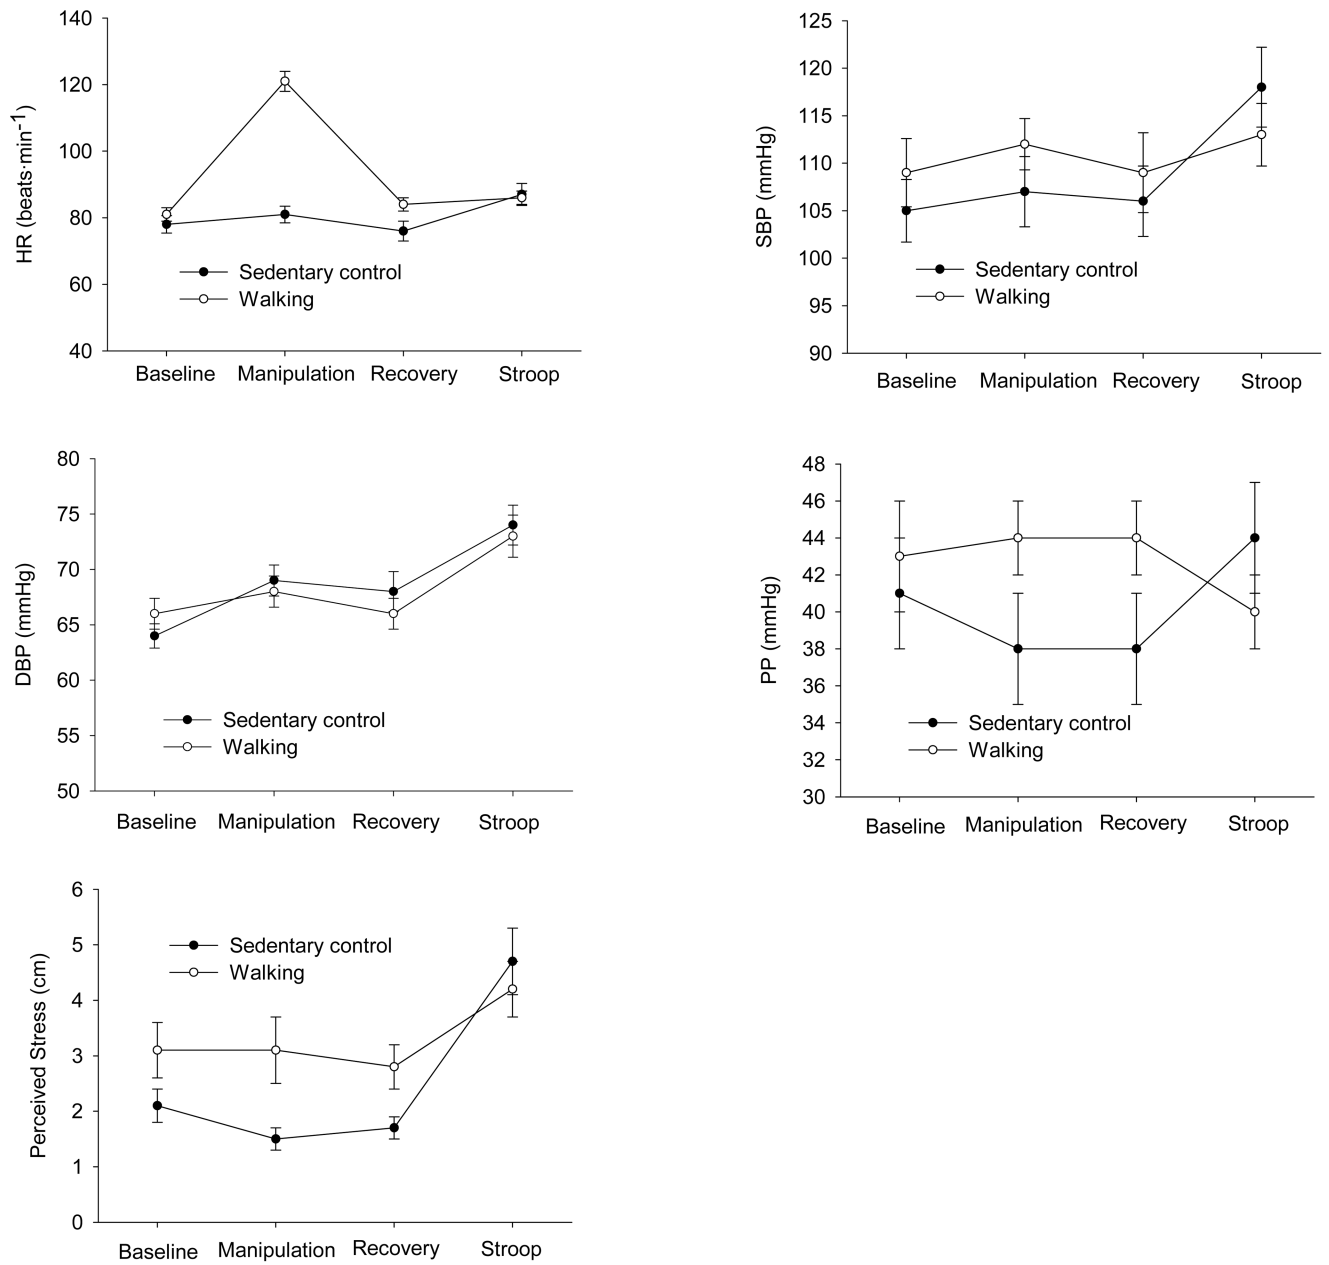 140
120
100
80
60
40
HR (beats·min-1)
Sedentary control
Walking
Baseline Manipulation Recovery Stroop
125
120
115
110
105
100
95
90
SBP (mmHg)
Sedentary control
Walking
Baseline Manipulation Recovery Stroop
80
75
70
65
60
55
50
DBP (mmHg)
Sedentary control
Walking
Baseline Manipulation Recovery Stroop
48
46
44
42
40
38
36
34
32
30
PP (mmHg)
Sedentary control
Walking
Baseline Manipulation Recovery Stroop
6
5
4
3
2
1
0
Perceived Stress (cm)
Sedentary control
Walking
Baseline Manipulation Recovery Stroop